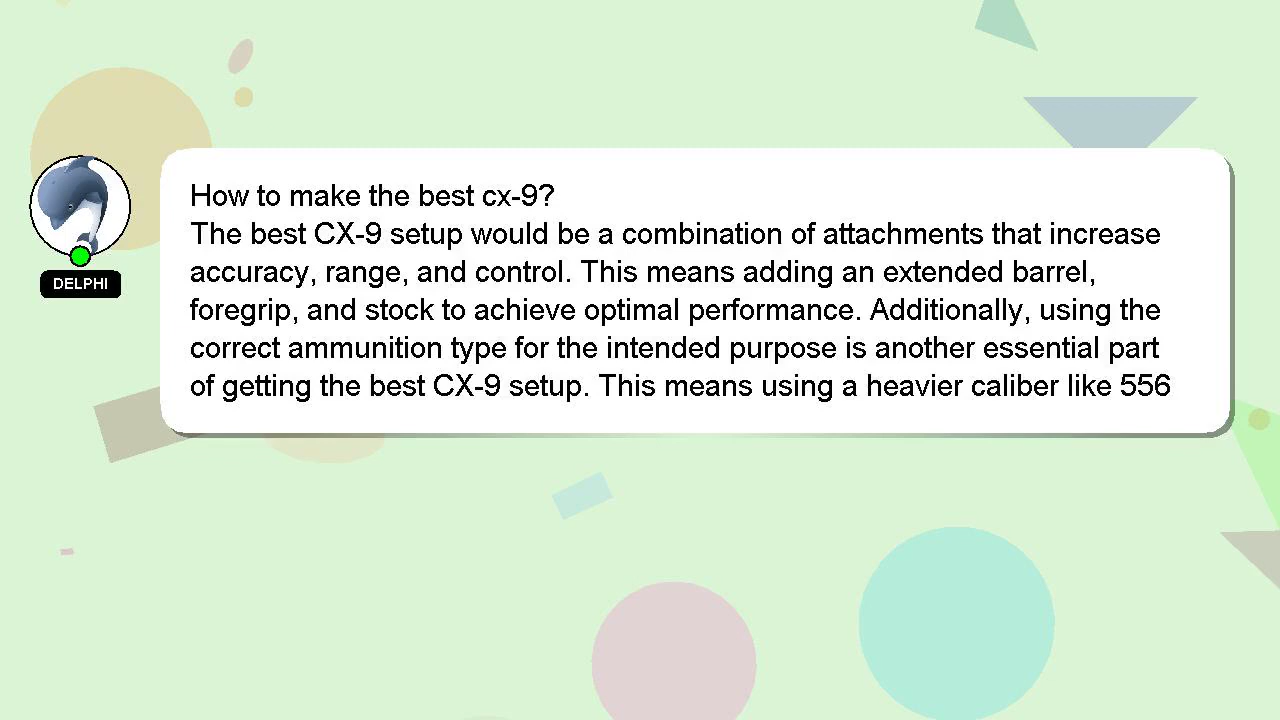 How to make the best cx-9?
The best CX-9 setup would be a combination of attachments that increase
accuracy, range, and control. This means adding an extended barrel,
foregrip, and stock to achieve optimal performance. Additionally, using the
correct ammunition type for the intended purpose is another essential part
of getting the best CX-9 setup. This means using a heavier caliber like 556
DELPHI